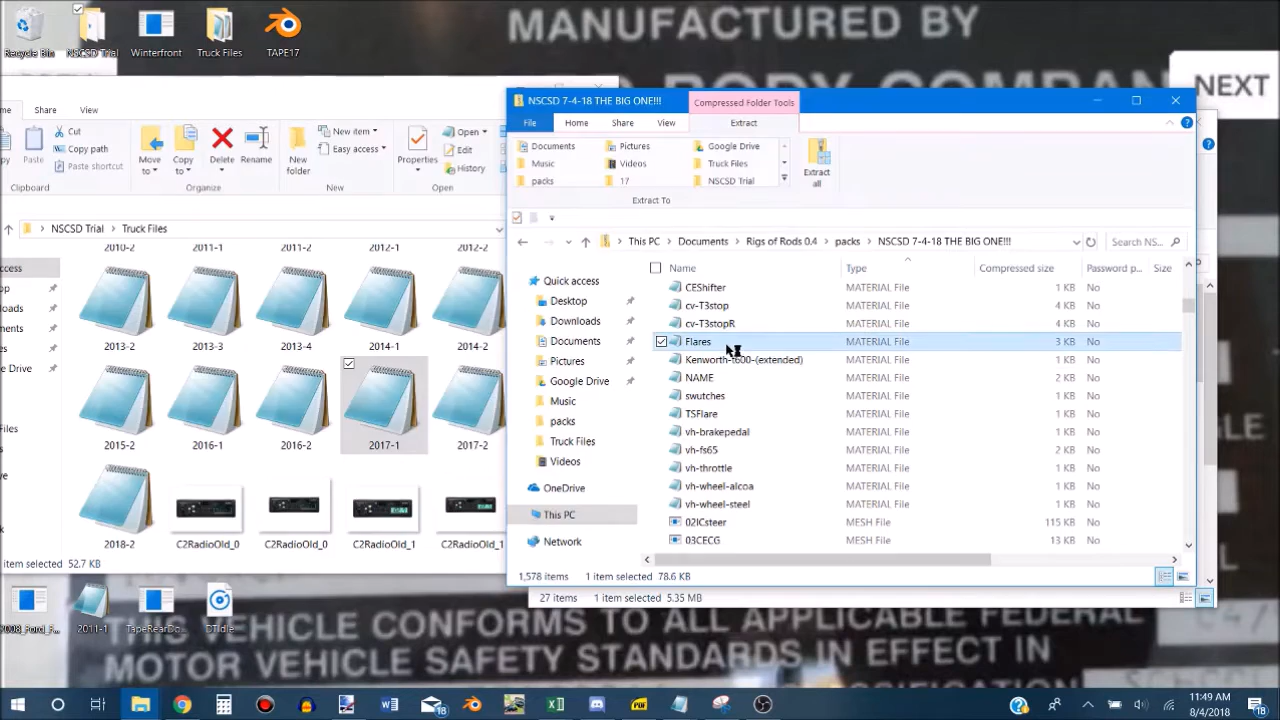 MANUFACTURED BY
BODY COMPAN
NEXT
Recycle Bin
NSCSD Trial
Winterfront
Truck Files
TAPE17
Share
View
Cut
Copy path
Paste shortcut
Clipboard
Move to
Copy to
Delete
Rename
Organize
New folder
New item
Easy access
New
Properties
Open
Edit
History
Open
NSCSD Trial > Truck Files
2010-2
2011-1
2011-4
2012-1
2012-2
2013-3
2013-4
2014-1
2014-2
2015-2
2016-1
2016-2
2017-1
2017-2
2018-2
C2RadioOld_0
C2RadioOld_0
C2RadioOld_1
C2RadioOld_1
item selected 52.7 KB
NSCSD 7-4-18 THE BIG ONE!!!
Compressed Folder Tools
File
Home
Share
View
Extract
Documents
Pictures
Google Drive
Music
Videos
Truck Files
packs
17
NSCSD Trial
Extract all
Extract To
This PC > Documents > Rigs of Rods 0.4 > packs > NSCSD 7-4-18 THE BIG ONE!!!
Search NS...
Name Type Compressed size Password p... Size
Quick access
Desktop
Downloads
Documents
Pictures
Google Drive
Music
packs
Truck Files
Videos
OneDrive
This PC
Network
CEShifter MATERIAL File 1 KB No
cv-T3stop MATERIAL File 4 KB No
cv-T3stopR MATERIAL File 4 KB No
Flares MATERIAL File 3 KB No
Kenworth-t600-(extended) MATERIAL File 1 KB No
NAME MATERIAL File 2 KB No
swutches MATERIAL File 1 KB No
TSFlare MATERIAL File 1 KB No
vh-brakepedal MATERIAL File 1 KB No
vh-fs65 MATERIAL File 2 KB No
vh-throttle MATERIAL File 1 KB No
vh-wheel-alcoa MATERIAL File 1 KB No
vh-wheel-steel MATERIAL File 1 KB No
02ICsteer MESH File 115 KB No
03CECG MESH File 13 KB No
1,578 items 1 item selected 78.6 KB
27 items 1 item selected 5.35 MB
2011-1
TapeRearDo...
DTIdle
VEHICLE CONFORMS TO ALL APPLICABLE FEDERAL
MOTOR VEHICLE SAFETY STANDARDS IN EFFECT IN
18
11:49 AM
8/4/2018
18